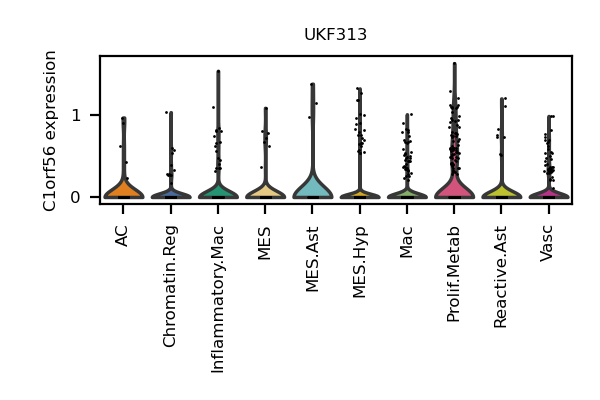 UKF313
C1orf56 expression
1
0
AC
Chromatin.Reg
Inflammatory.Mac
MES
MES.Ast
MES.Hyp
Mac
Prolif.Metab
Reactive.Ast
Vasc